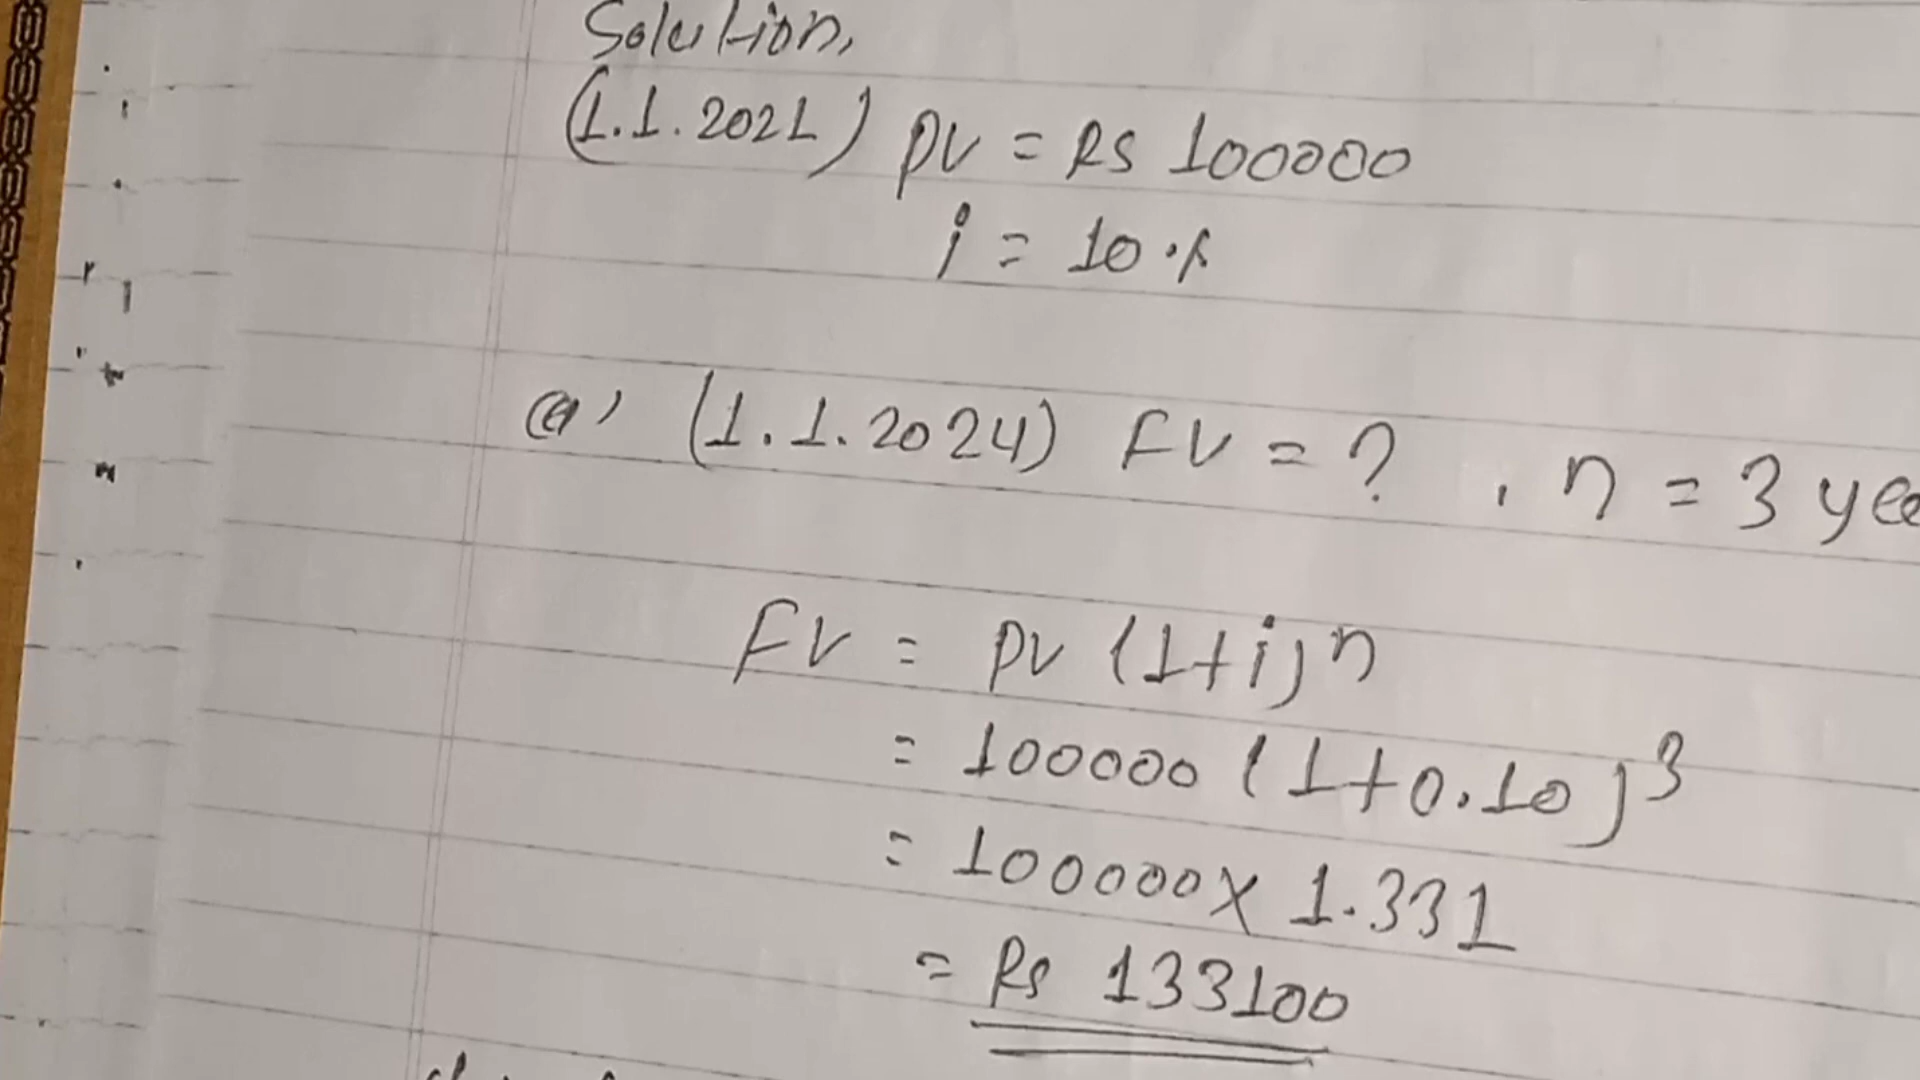 Solution,
(1.1.2021) PV = Rs 100000
i = 10%
(a) (1.1.2024) FV = ? , n = 3 yea
FV = PV (1+i)n
= 100000 (1+0.10)3
= 100000 X 1.331
= Rs 133100